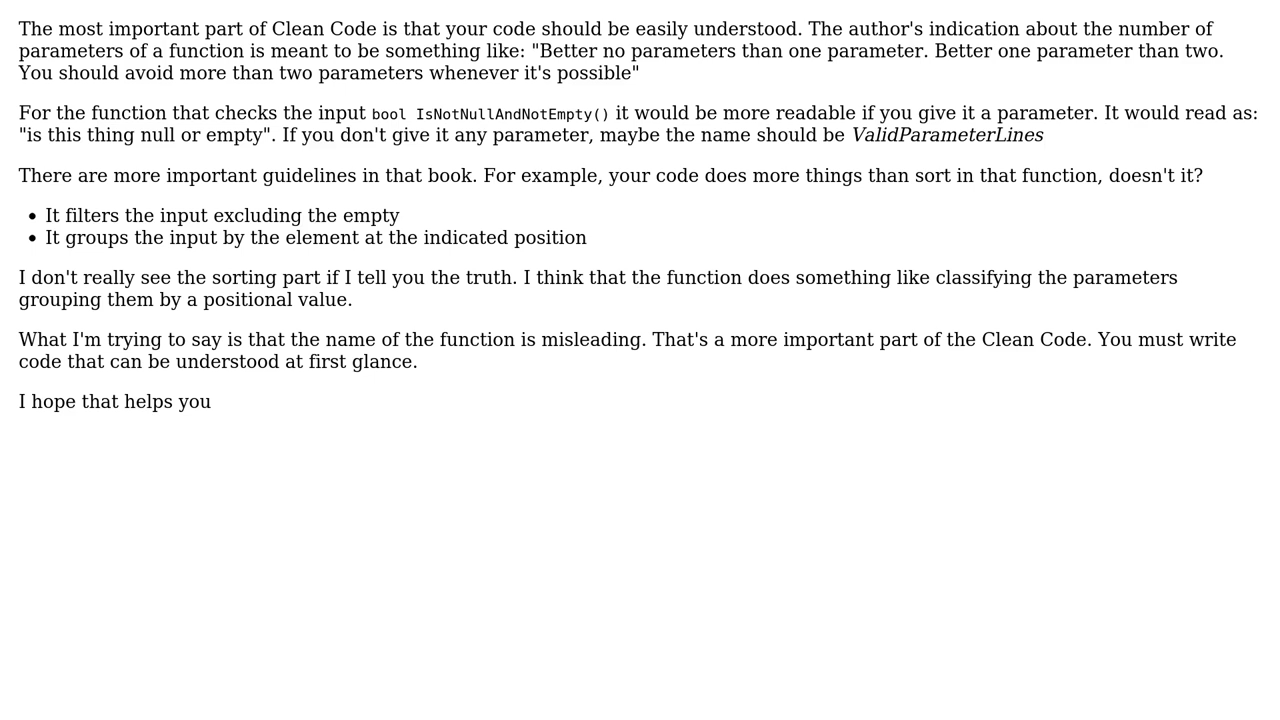 The most important part of Clean Code is that your code should be easily understood. The author's indication about the number of
parameters of a function is meant to be something like: "Better no parameters than one parameter. Better one parameter than two.
You should avoid more than two parameters whenever it's possible"
For the function that checks the input bool IsNotNullAndNotEmpty() it would be more readable if you give it a parameter. It would read as:
"is this thing null or empty". If you don't give it any parameter, maybe the name should be ValidParameterLines
There are more important guidelines in that book. For example, your code does more things than sort in that function, doesn't it?
• It filters the input excluding the empty
• It groups the input by the element at the indicated position
I don't really see the sorting part if I tell you the truth. I think that the function does something like classifying the parameters
grouping them by a positional value.
What I'm trying to say is that the name of the function is misleading. That's a more important part of the Clean Code. You must write
code that can be understood at first glance.
I hope that helps you